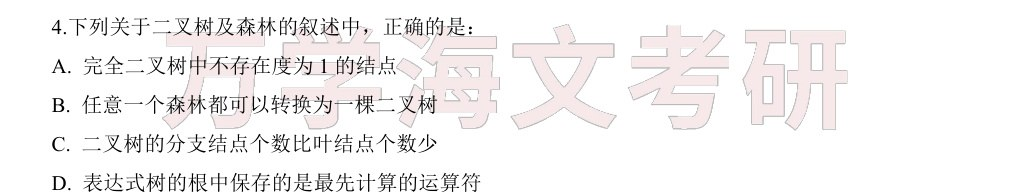 4.下列关于二叉树及森林的叙述中，正确的是：
A. 完全二叉树中不存在度为 1 的结点
B. 任意一个森林都可以转换为一棵二叉树
C. 二叉树的分支结点个数比叶结点个数少
D. 表达式树的根中保存的是最先计算的运算符
万学海文考研